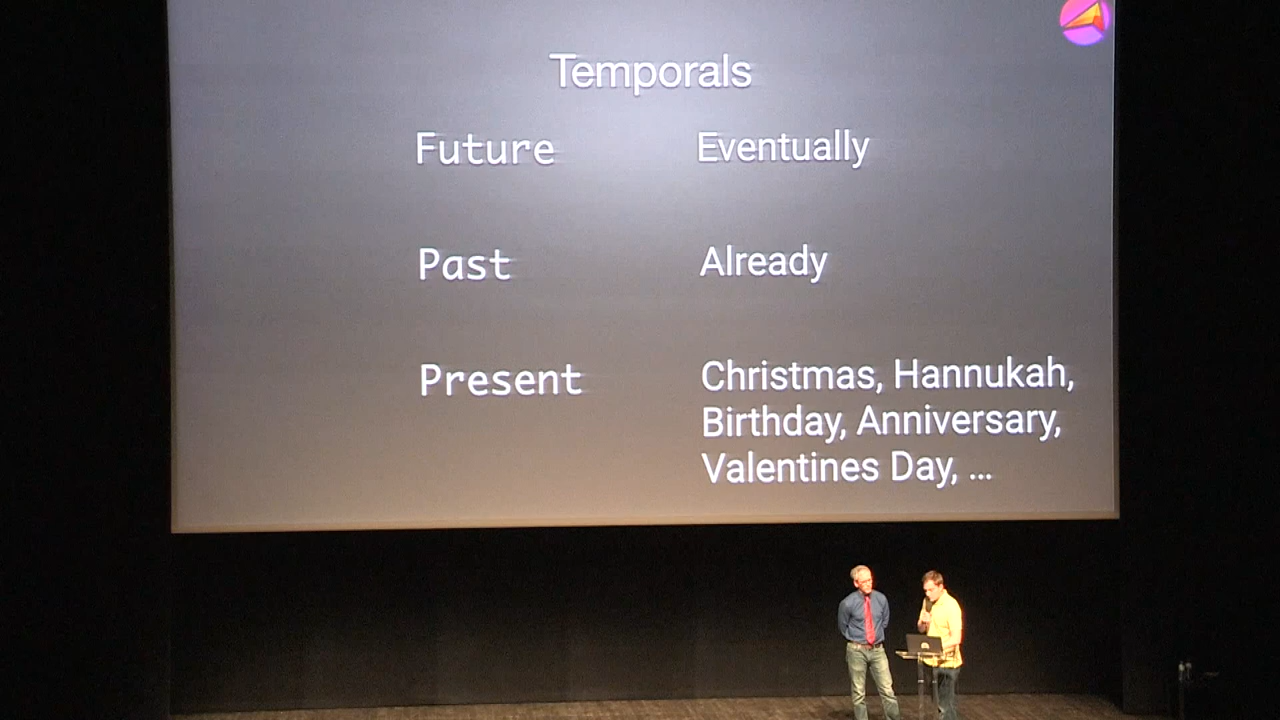 Temporals
Future Eventually
Past Already
Present Christmas, Hannukah,
Birthday, Anniversary,
Valentines Day, ...